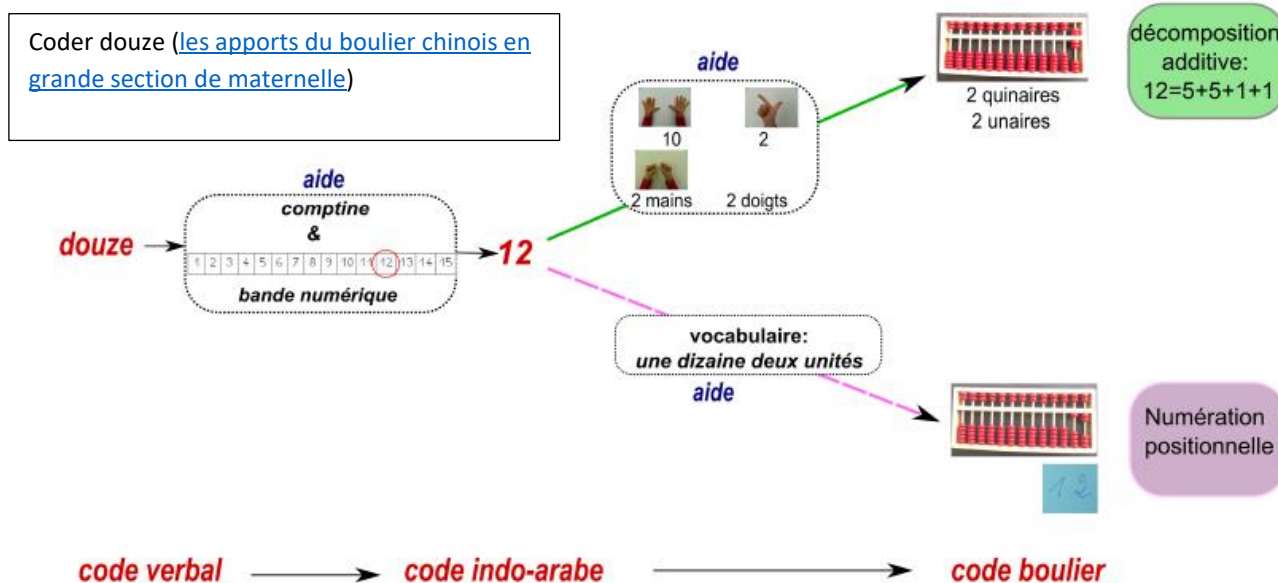 Coder douze (les apports du boulier chinois en
grande section de maternelle)
aide
10
2
2 mains
2 doigts
2 quinaires
2 unaires
décomposition
additive:
12=5+5+1+1
aide
comptine
&
1 2 3 4 5 6 7 8 9 10 11 12 13 14 15
bande numérique
douze
12
vocabulaire:
une dizaine deux unités
aide
12
Numération
positionnelle
code verbal
code indo-arabe
code boulier